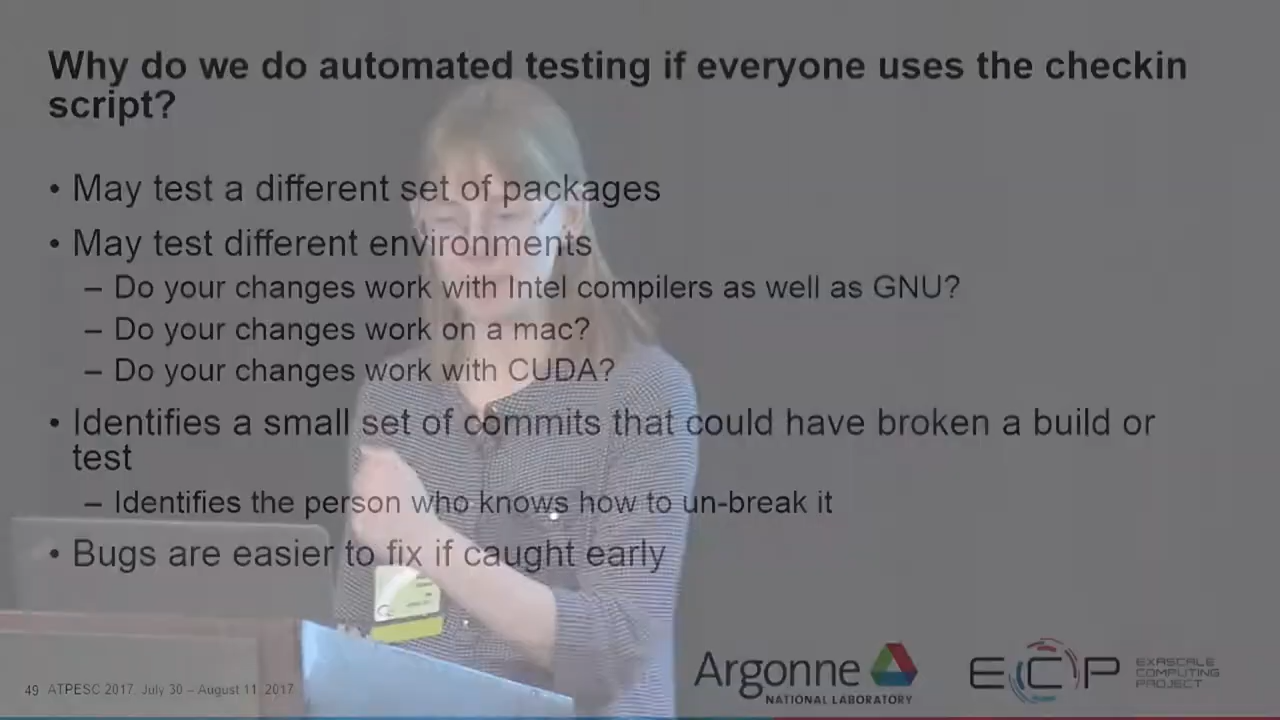 Why do we do automated testing if everyone uses the checkin
script?
• May test a different set of packages
• May test different environments
– Do your changes work with Intel compilers as well as GNU?
– Do your changes work on a mac?
– Do your changes work with CUDA?
• Identifies a small set of commits that could have broken a build or
test
– Identifies the person who knows how to un-break it
• Bugs are easier to fix if caught early
49 ATPESC 2017, July 30 – August 11, 2017
Argonne
NATIONAL LABORATORY
ECP
EXASCALE
COMPUTING
PROJECT